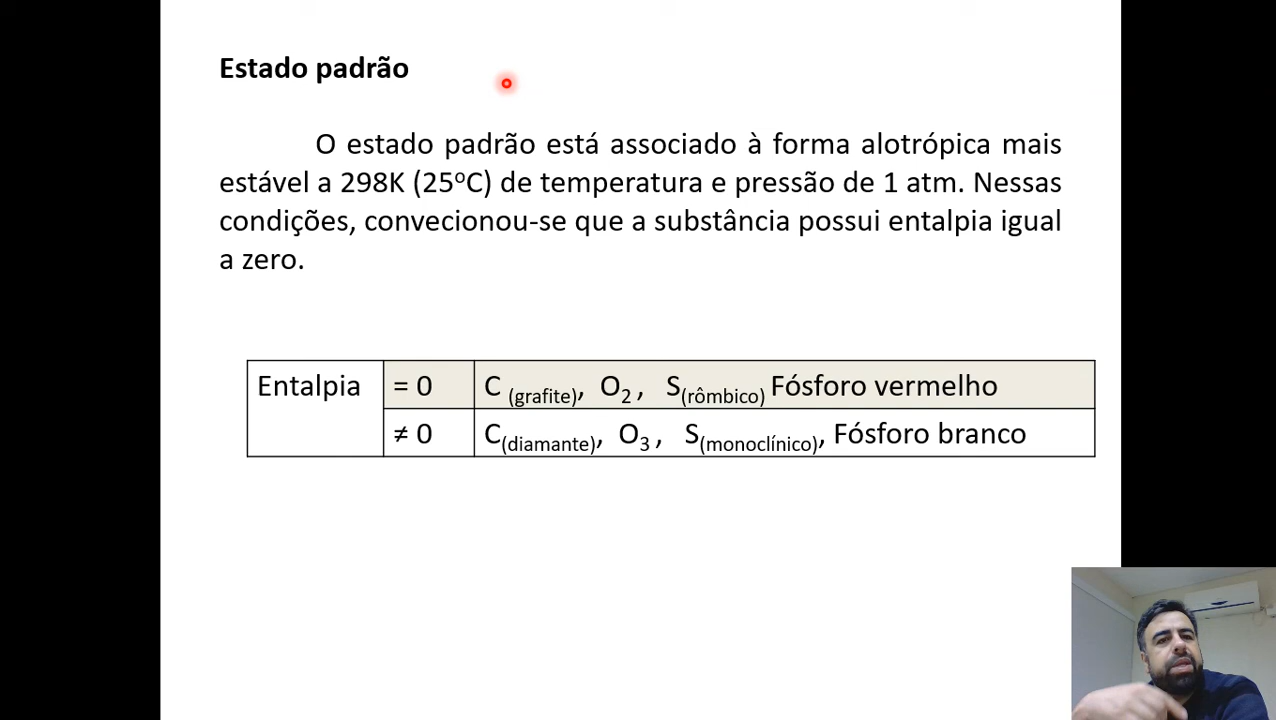 Estado padrão
O estado padrão está associado à forma alotrópica mais
estável a 298K (25ºC) de temperatura e pressão de 1 atm. Nessas
condições, convecionou-se que a substância possui entalpia igual
a zero.
Entalpia = 0 C (grafite), O2 , S(rômbico) Fósforo vermelho
≠ 0 C(diamante), O3 , S(monoclínico), Fósforo branco